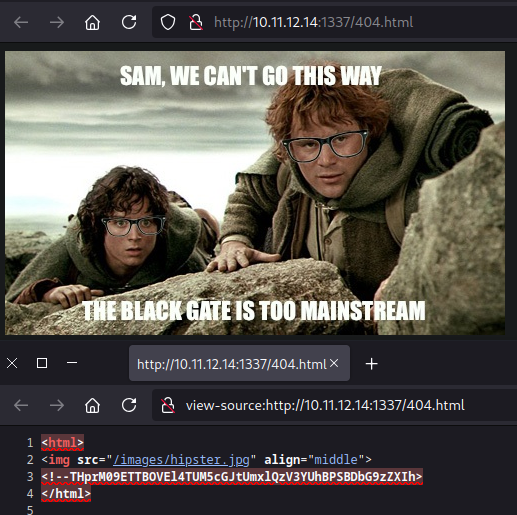 http://10.11.12.14:1337/404.html
SAM, WE CAN'T GO THIS WAY
THE BLACK GATE IS TOO MAINSTREAM
http://10.11.12.14:1337/404.html
view-source:http://10.11.12.14:1337/404.html
1 <html>
2 <img src="/images/hipster.jpg" align="middle">
3 <!--THprM09ETTBOVEl4TUM5cGJtUmxlQzV3YUhBPSBDbG9zZXIh>
4 </html>
5